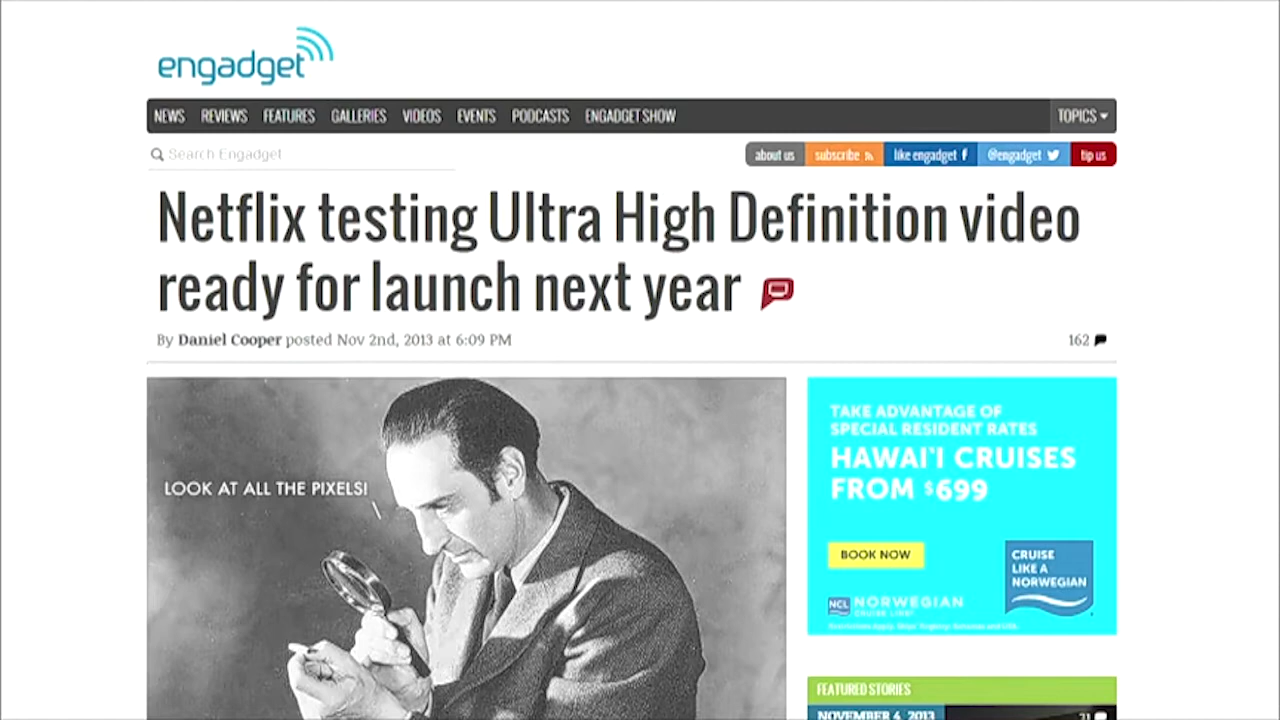 engadget
NEWS REVIEWS FEATURES GALLERIES VIDEOS EVENTS PODCASTS ENGADGET SHOW TOPICS
Search Engadget
about us subscribe like engadget f @engadget tip us
Netflix testing Ultra High Definition video
ready for launch next year
By Daniel Cooper posted Nov 2nd, 2013 at 6:09 PM
162
LOOK AT ALL THE PIXELS!
TAKE ADVANTAGE OF
SPECIAL RESIDENT RATES
HAWAI'I CRUISES
FROM $699
BOOK NOW
CRUISE
LIKE A
NORWEGIAN
NCL NORWEGIAN
CRUISE LINE
FEATURED STORIES
NOVEMBER 4, 2013
21